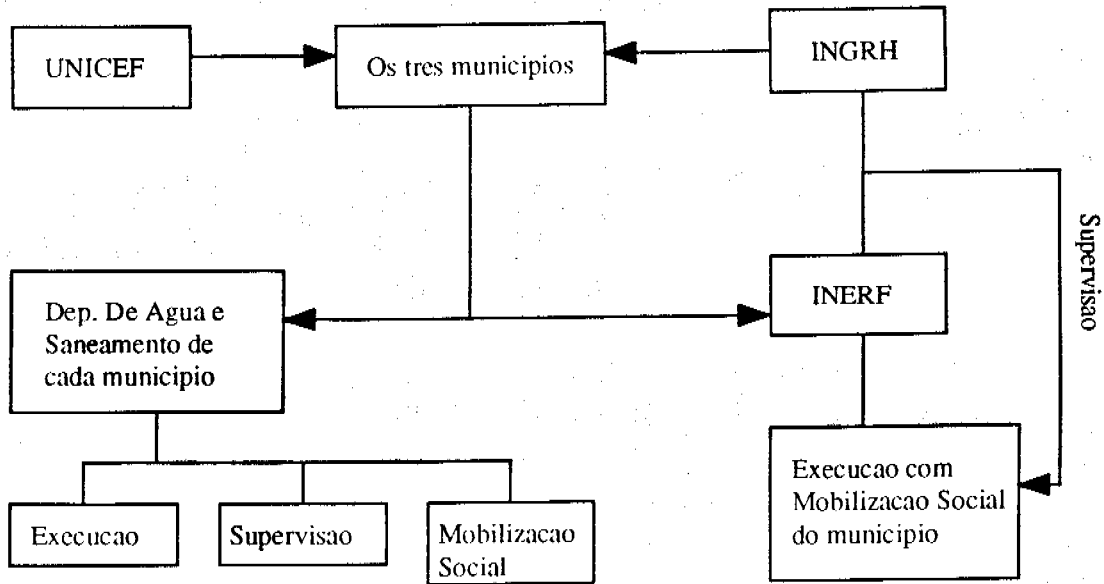 UNICEF
Os tres municipios
INGRH
Supervisao
INERF
Dep. De Agua e
Saneamento de
cada municipio
Execucao com
Mobilizacao Social
do municipio
Execucao
Supervisao
Mobilizacao
Social